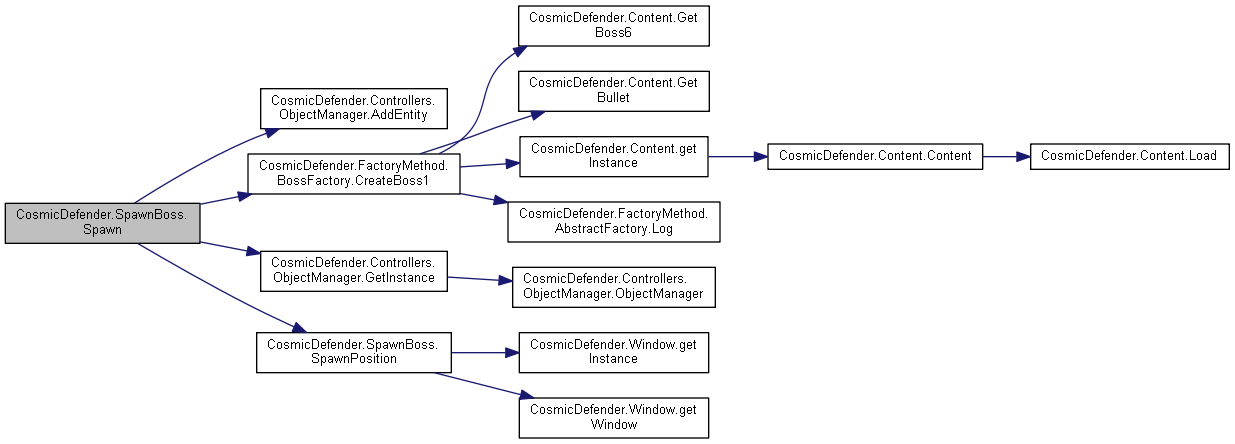 CosmicDefender.Content.Get
Boss6
CosmicDefender.Content.Get
Bullet
CosmicDefender.Controllers.
ObjectManager.AddEntity
CosmicDefender.Content.get
Instance
CosmicDefender.Content.Content
CosmicDefender.Content.Load
CosmicDefender.FactoryMethod.
BossFactory.CreateBoss1
CosmicDefender.SpawnBoss.
Spawn
CosmicDefender.FactoryMethod.
AbstractFactory.Log
CosmicDefender.Controllers.
ObjectManager.GetInstance
CosmicDefender.Controllers.
ObjectManager.ObjectManager
CosmicDefender.SpawnBoss.
SpawnPosition
CosmicDefender.Window.get
Instance
CosmicDefender.Window.get
Window